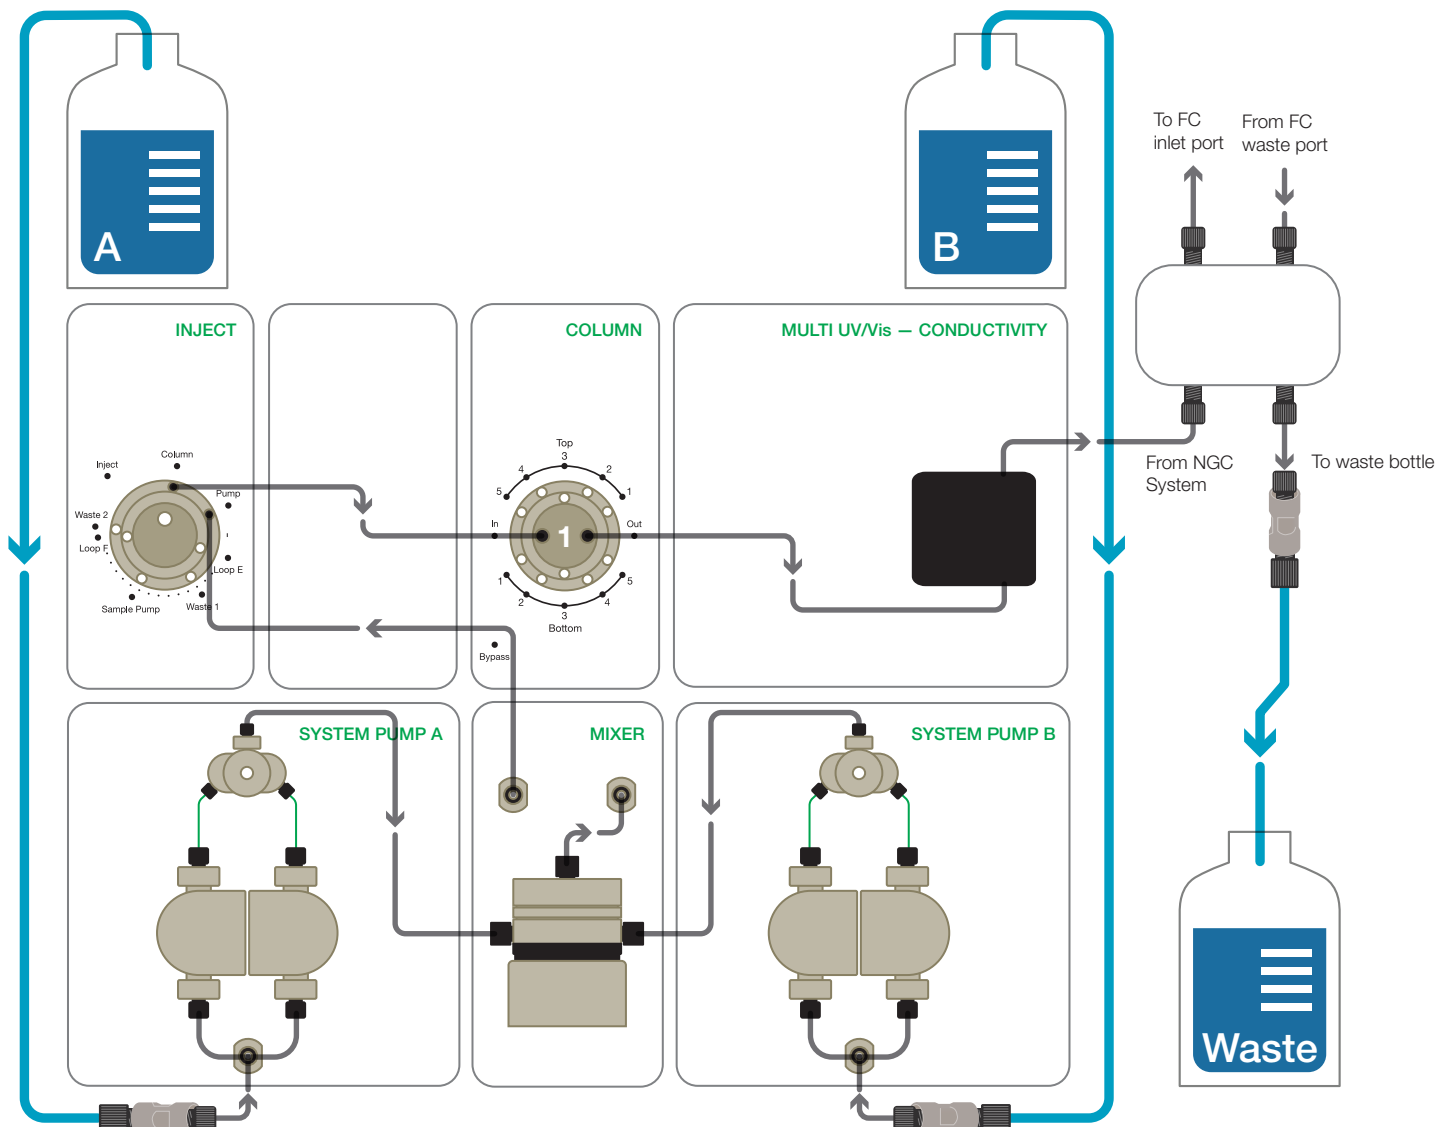 A
B
To FC
inlet port
From FC
waste port
INJECT
COLUMN
MULTI UV/Vis — CONDUCTIVITY
Inject
Column
Pump
Waste 2
Loop F
Loop E
Sample Pump
Waste 1
Top
3
4
2
5
1
In
1
Out
1
5
2
4
3
Bottom
Bypass
From NGC
System
To waste bottle
SYSTEM PUMP A
MIXER
SYSTEM PUMP B
Waste